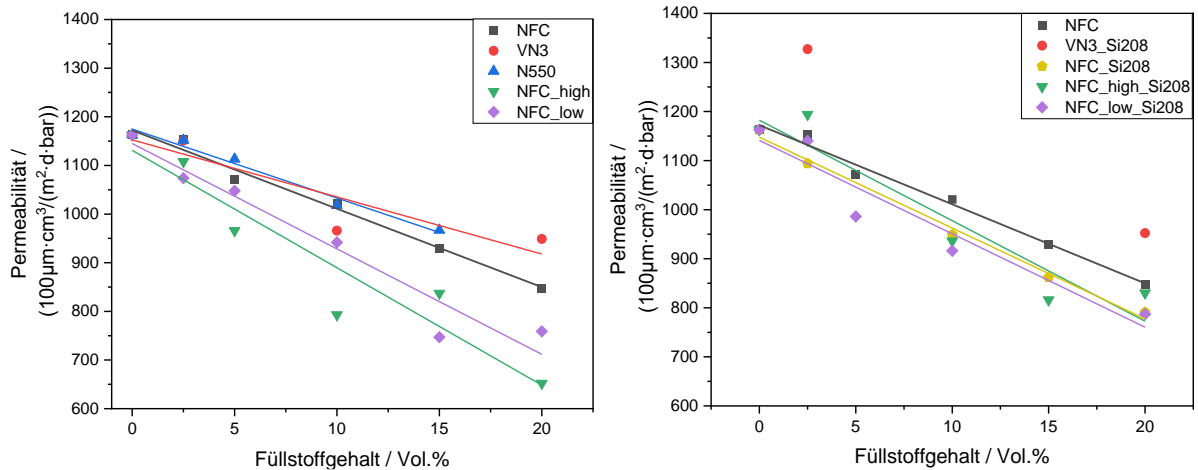 1400
1300
1200
1100
1000
900
800
700
600
0
5
10
15
20
Permeabilität /
(100μm·cm³/(m²·d·bar))
Füllstoffgehalt / Vol.%
NFC
VN3
N550
NFC_high
NFC_low
1400
1300
1200
1100
1000
900
800
700
600
0
5
10
15
20
Permeabilität /
(100μm·cm³/(m²·d·bar))
Füllstoffgehalt / Vol.%
NFC
VN3_Si208
NFC_Si208
NFC_high_Si208
NFC_low_Si208